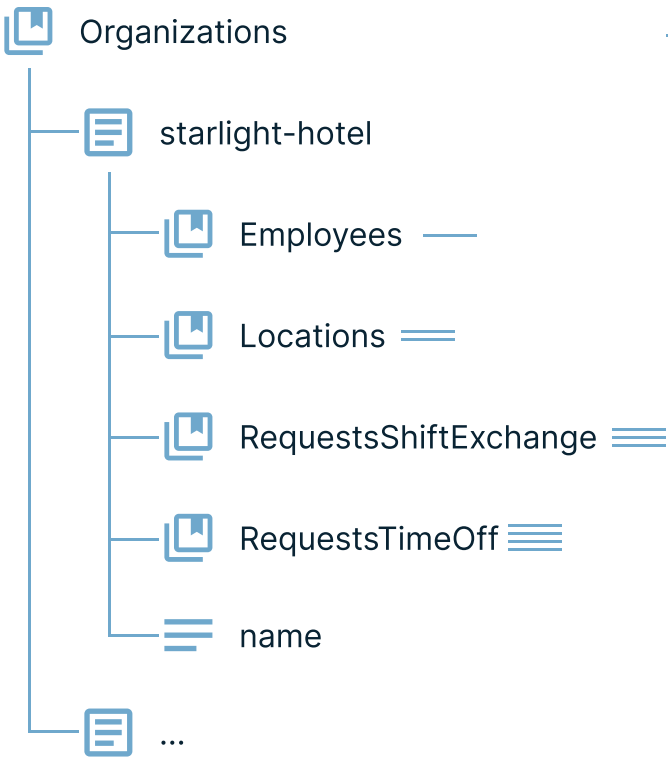 Organizations
starlight-hotel
Employees
Locations
RequestsShiftExchange
RequestsTimeOff
name
...